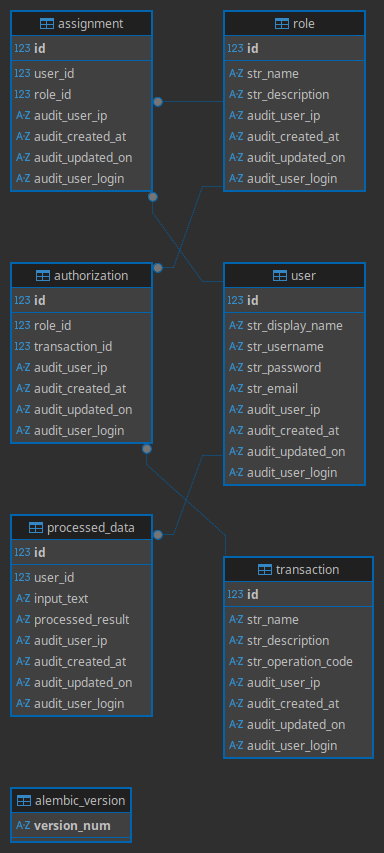 assignment
123 id
123 user_id
123 role_id
A-Z audit_user_ip
A-Z audit_created_at
A-Z audit_updated_on
A-Z audit_user_login
role
123 id
A-Z str_name
A-Z str_description
A-Z audit_user_ip
A-Z audit_created_at
A-Z audit_updated_on
A-Z audit_user_login
authorization
123 id
123 role_id
123 transaction_id
A-Z audit_user_ip
A-Z audit_created_at
A-Z audit_updated_on
A-Z audit_user_login
user
123 id
A-Z str_display_name
A-Z str_username
A-Z str_password
A-Z str_email
A-Z audit_user_ip
A-Z audit_created_at
A-Z audit_updated_on
A-Z audit_user_login
processed_data
123 id
123 user_id
A-Z input_text
A-Z processed_result
A-Z audit_user_ip
A-Z audit_created_at
A-Z audit_updated_on
A-Z audit_user_login
transaction
123 id
A-Z str_name
A-Z str_description
A-Z str_operation_code
A-Z audit_user_ip
A-Z audit_created_at
A-Z audit_updated_on
A-Z audit_user_login
alembic_version
A-Z version_num